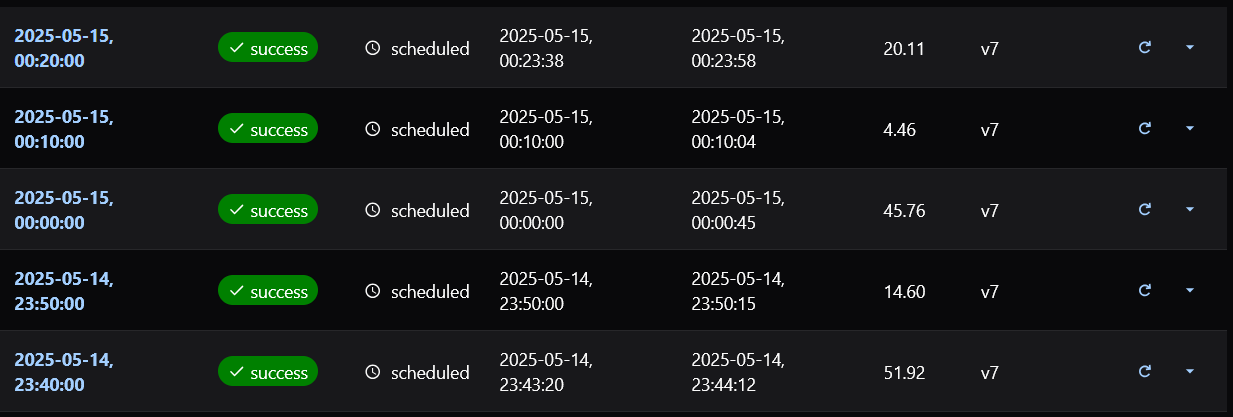 2025-05-15, 00:20:00 success scheduled 2025-05-15, 00:23:38 2025-05-15, 00:23:58 20.11 v7
2025-05-15, 00:10:00 success scheduled 2025-05-15, 00:10:00 2025-05-15, 00:10:04 4.46 v7
2025-05-15, 00:00:00 success scheduled 2025-05-15, 00:00:00 2025-05-15, 00:00:45 45.76 v7
2025-05-14, 23:50:00 success scheduled 2025-05-14, 23:50:00 2025-05-14, 23:50:15 14.60 v7
2025-05-14, 23:40:00 success scheduled 2025-05-14, 23:43:20 2025-05-14, 23:44:12 51.92 v7